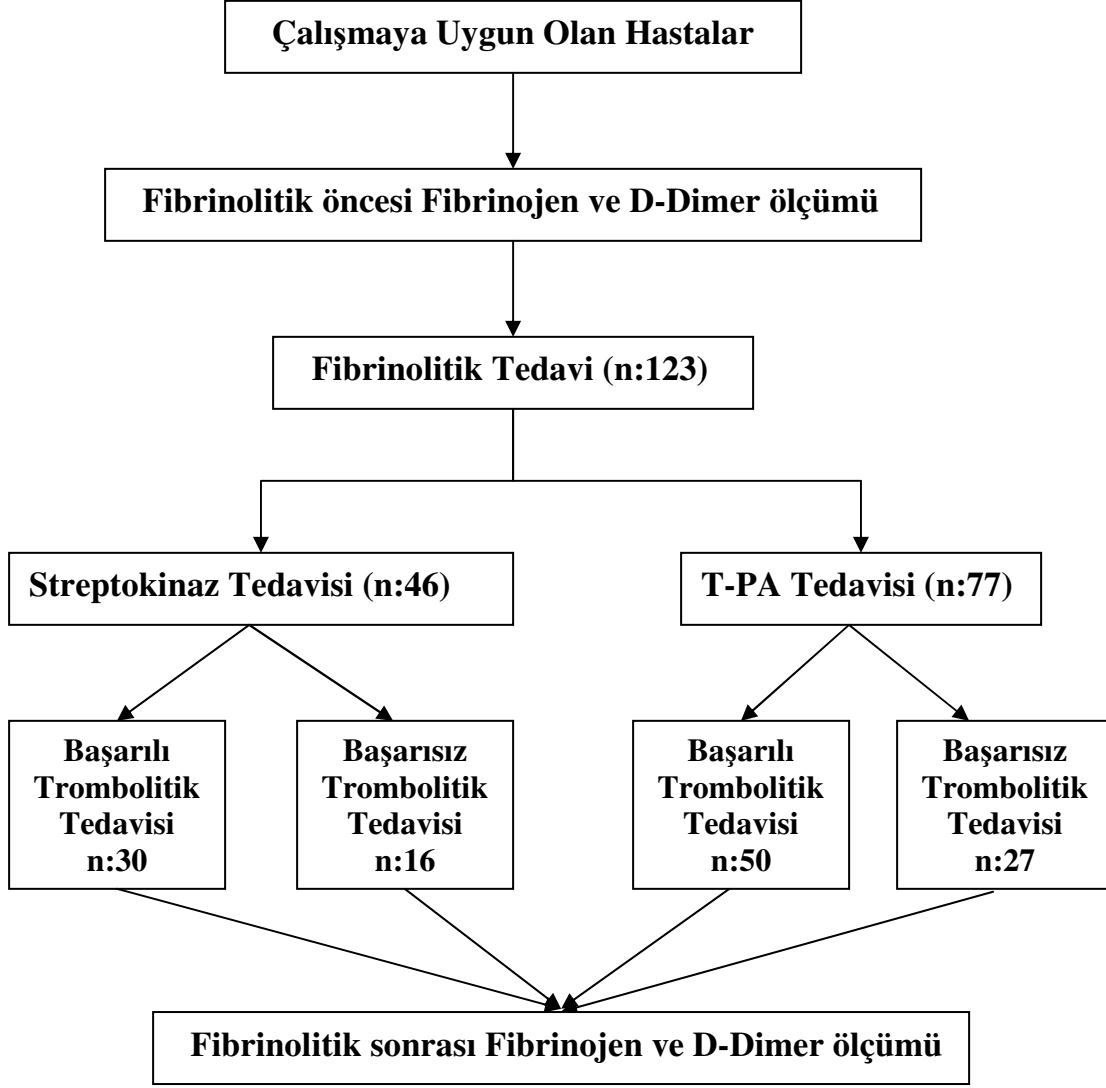 Çalışmaya Uygun Olan Hastalar
Fibrinolitik öncesi Fibrinojen ve D-Dimer ölçümü
Fibrinolitik Tedavi (n:123)
Streptokinaz Tedavisi (n:46)
T-PA Tedavisi (n:77)
Başarılı
Trombolitik
Tedavisi
n:30
Başarısız
Trombolitik
Tedavisi
n:16
Başarılı
Trombolitik
Tedavisi
n:50
Başarısız
Trombolitik
Tedavisi
n:27
Fibrinolitik sonrası Fibrinojen ve D-Dimer ölçümü